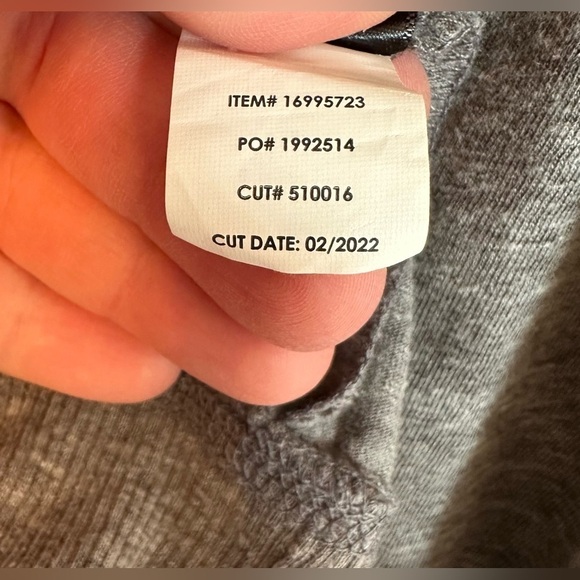 ITEM# 16995723
PO# 1992514
CUT# 510016
CUT DATE: 02/2022